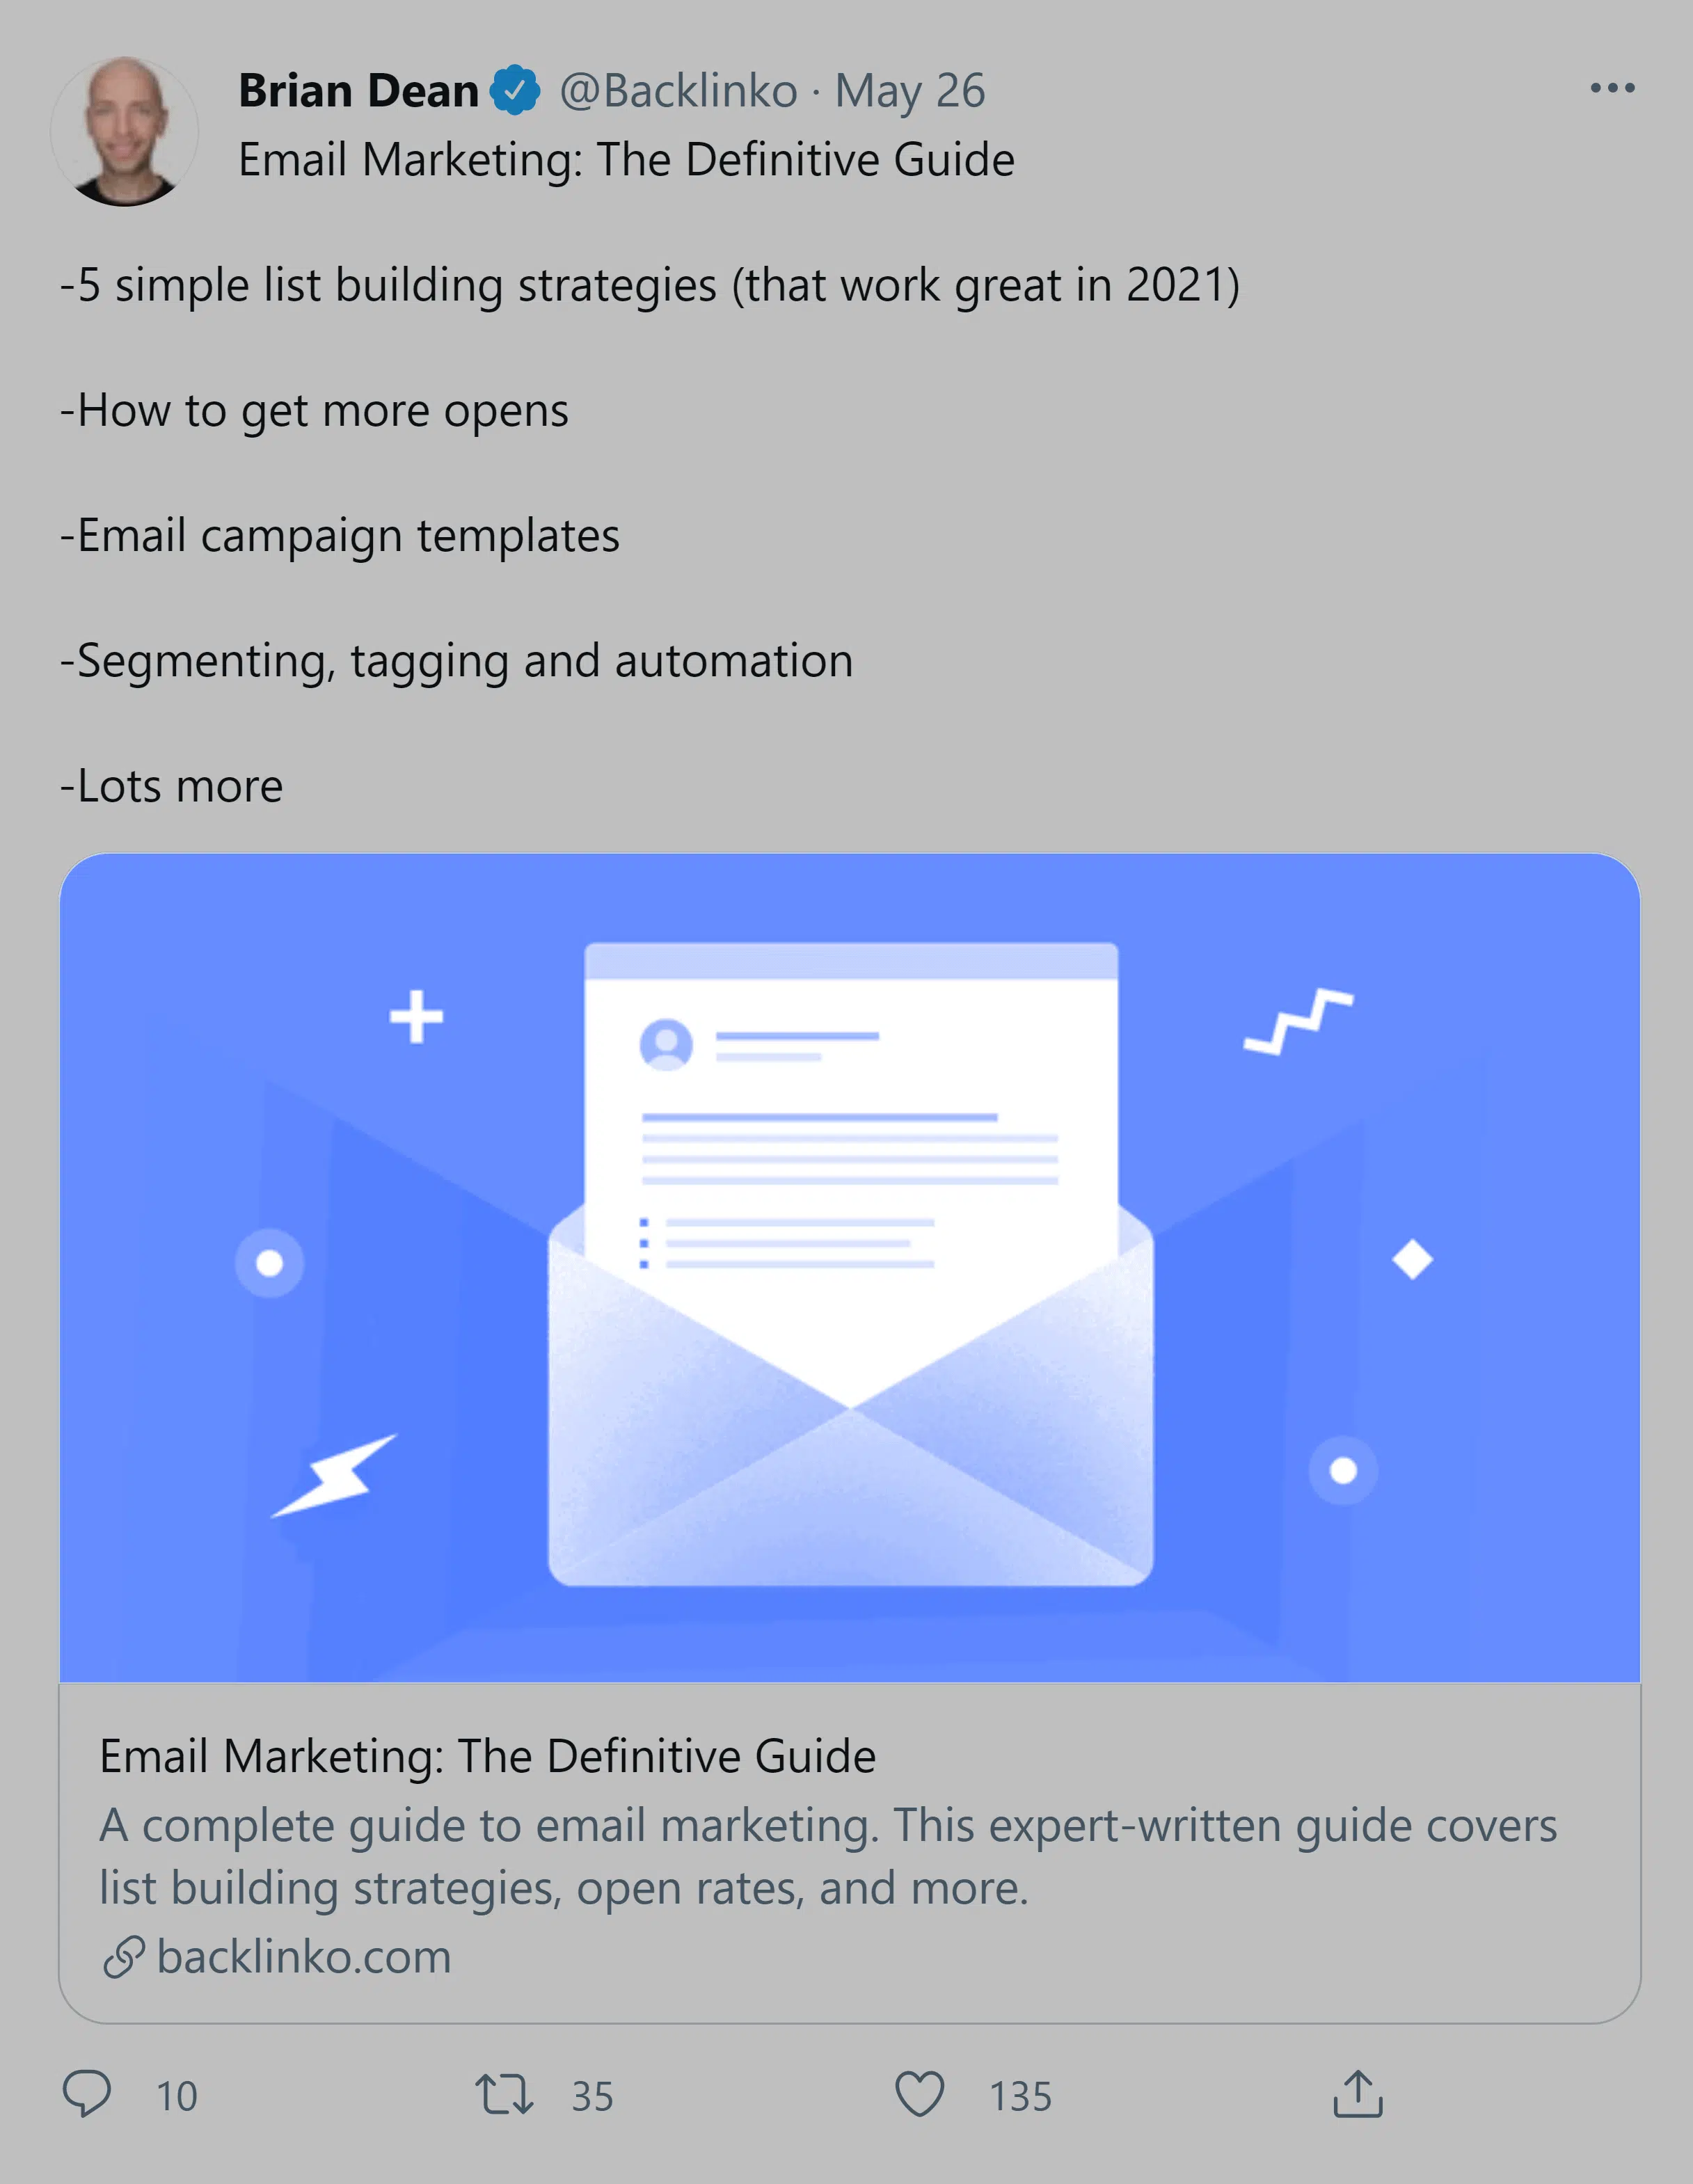 Brian Dean @Backlinko · May 26
Email Marketing: The Definitive Guide
-5 simple list building strategies (that work great in 2021)
-How to get more opens
-Email campaign templates
-Segmenting, tagging and automation
-Lots more
Email Marketing: The Definitive Guide
A complete guide to email marketing. This expert-written guide covers
list building strategies, open rates, and more.
backlinko.com
10 35 135